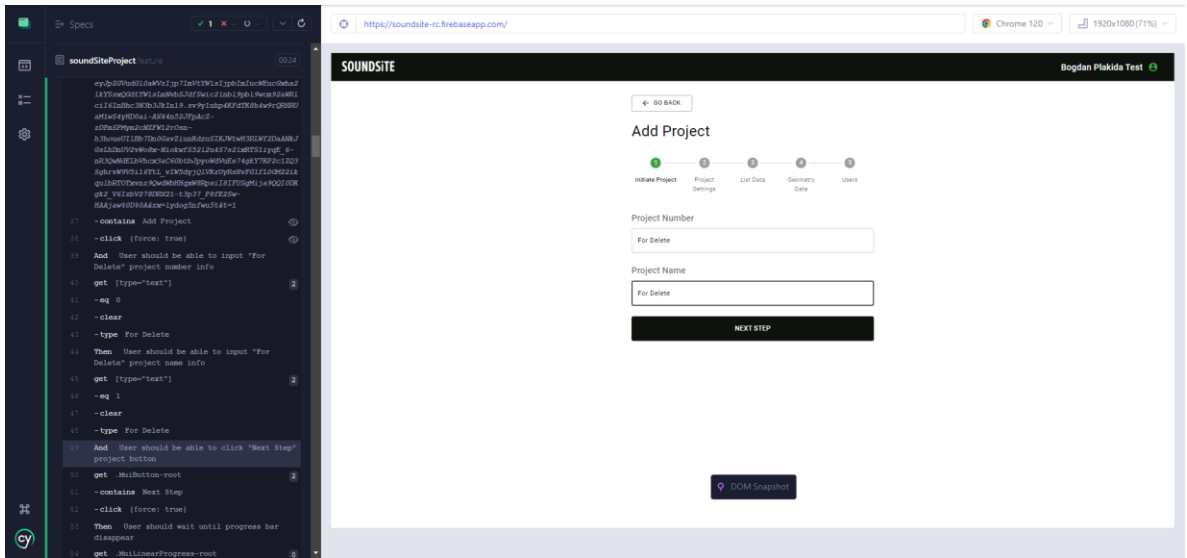 Specs
1
soundSiteProject.feature 00:24
37 -contains Add Project
38 -click {force: true}
39 And User should be able to input "For
Delete" project number info
40 get [type="text"] 2
41 -eq 0
42 -clear
43 -type For Delete
44 Then User should be able to input "For
Delete" project name info
45 get [type="text"] 2
46 -eq 1
47 -clear
48 -type For Delete
49 And User should be able to click "Next Step"
project button
50 get .MuiButton-root 2
51 -contains Next Step
52 -click {force: true}
53 Then User should wait until progress bar
disappear
54 get .MuiLinearProgress-root 0
cy
https://soundsite-rc.firebaseapp.com/
Chrome 120
1920x1080 (71%)
SOUNDSiTE
Bogdan Plakida Test
GO BACK
Add Project
1 2 3 4 5
Initiate Project Project Settings List Data Geometry Data Users
Project Number
For Delete
Project Name
For Delete
NEXT STEP
DOM Snapshot